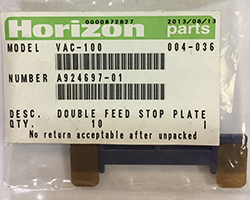 Horizon
0000872827
2013/08/13
parts
MODEL VAC-100 004-036
NUMBER A924697-01
DESC. DOUBLE FEED STOP PLATE
QTY. 10 1
No return acceptable after unpacked